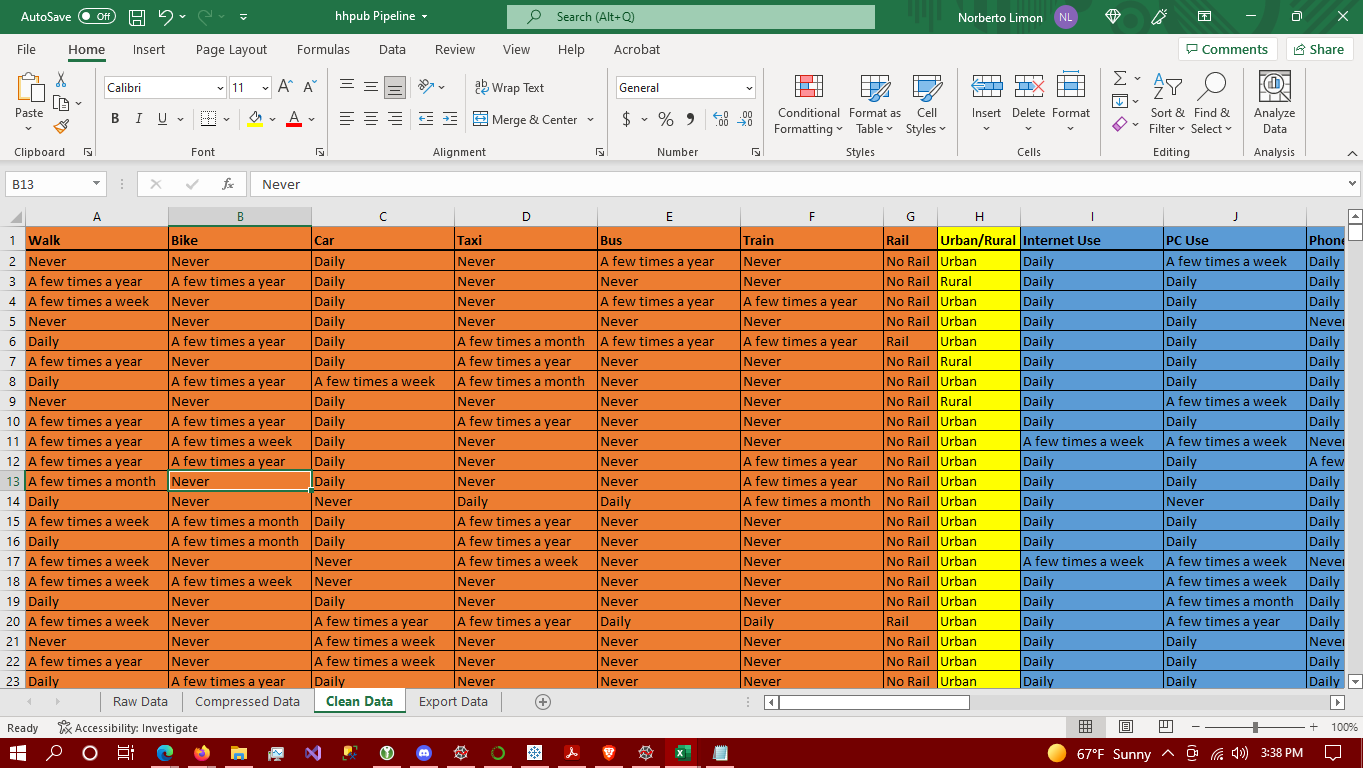 AutoSave Off hhpub Pipeline Search (Alt+Q) Norberto Limon NL
File Home Insert Page Layout Formulas Data Review View Help Acrobat Comments Share
Paste Calibri 11 Wrap Text General Conditional Formatting Format as Table Cell Styles Insert Delete Format Sort & Filter Find & Select Analyze Data
B I U A Merge & Center $ %
Clipboard Font Alignment Number Styles Cells Editing Analysis
B13 fx Never
A B C D E F G H I J
1 Walk Bike Car Taxi Bus Train Rail Urban/Rural Internet Use PC Use Phone
2 Never Never Daily Never A few times a year Never No Rail Urban Daily A few times a week Daily
3 A few times a year A few times a year Daily Never Never Never No Rail Rural Daily Daily Daily
4 A few times a week Never Daily Never A few times a year A few times a year No Rail Urban Daily Daily Daily
5 Never Never Daily Never Never Never No Rail Urban Daily Daily Never
6 Daily A few times a year Daily A few times a month A few times a year A few times a year Rail Urban Daily Daily Daily
7 A few times a year Never Daily A few times a year Never Never No Rail Rural Daily Daily Daily
8 Daily A few times a year A few times a week A few times a month Never Never No Rail Urban Daily Daily Daily
9 Never Never Daily Never Never Never No Rail Rural Daily A few times a week Daily
10 A few times a year A few times a year Daily A few times a year Never Never No Rail Urban Daily Daily Daily
11 A few times a year A few times a week Daily Never Never Never No Rail Urban A few times a week A few times a week Never
12 A few times a year A few times a year Daily Never Never A few times a year No Rail Urban Daily Daily A few
13 A few times a month Never Daily Never Never A few times a year No Rail Urban Daily Daily Daily
14 Daily Never Never Daily Daily A few times a month No Rail Urban Daily Never Daily
15 A few times a week A few times a month Daily A few times a year Never Never No Rail Urban Daily Daily Daily
16 Daily A few times a month Daily A few times a year Never Never No Rail Urban Daily Daily Daily
17 A few times a week Never Never A few times a week Never Never No Rail Urban A few times a week A few times a week Never
18 A few times a week A few times a week Never Never Never Never No Rail Urban Daily A few times a week Daily
19 Daily Never Daily Never Never Never No Rail Urban Daily A few times a month Daily
20 A few times a week Never A few times a year A few times a year Daily Daily Rail Urban Daily A few times a year Daily
21 Never Never A few times a week Never Never Never No Rail Urban Daily Daily Never
22 A few times a year Never A few times a week Never Never Never No Rail Urban Daily Daily Daily
23 Daily A few times a year Daily Never Never Never No Rail Urban Daily Daily Daily
Raw Data Compressed Data Clean Data Export Data
Ready Accessibility: Investigate 100%
67°F Sunny 3:38 PM